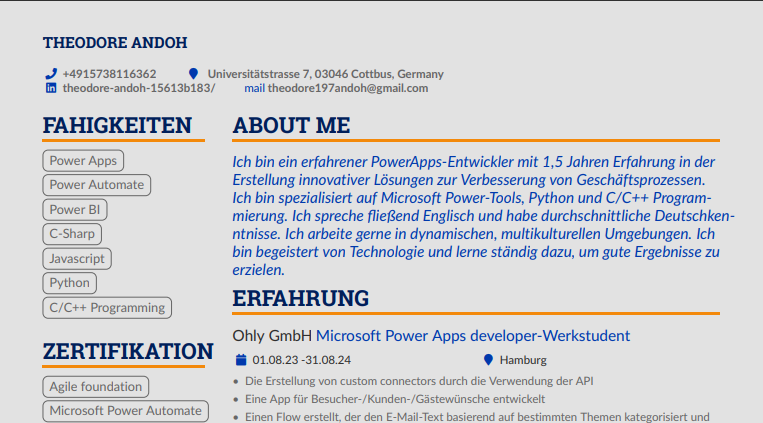 THEODORE ANDOH
+4915738116362 Universitätstrasse 7, 03046 Cottbus, Germany
theodore-andoh-15613b183/ mail theodore197andoh@gmail.com
FAHIGKEITEN
Power Apps
Power Automate
Power BI
C-Sharp
Javascript
Python
C/C++ Programming
ZERTIFIKATION
Agile foundation
Microsoft Power Automate
ABOUT ME
Ich bin ein erfahrener PowerApps-Entwickler mit 1,5 Jahren Erfahrung in der
Erstellung innovativer Lösungen zur Verbesserung von Geschäftsprozessen.
Ich bin spezialisiert auf Microsoft Power-Tools, Python und C/C++ Program-
mierung. Ich spreche fließend Englisch und habe durchschnittliche Deutschken-
ntnisse. Ich arbeite gerne in dynamischen, multikulturellen Umgebungen. Ich
bin begeistert von Technologie und lerne ständig dazu, um gute Ergebnisse zu
erzielen.
ERFAHRUNG
Ohly GmbH Microsoft Power Apps developer-Werkstudent
01.08.23 -31.08.24 Hamburg
• Die Erstellung von custom connectors durch die Verwendung der API
• Eine App für Besucher-/Kunden-/Gästewünsche entwickelt
• Einen Flow erstellt, der den E-Mail-Text basierend auf bestimmten Themen kategorisiert und